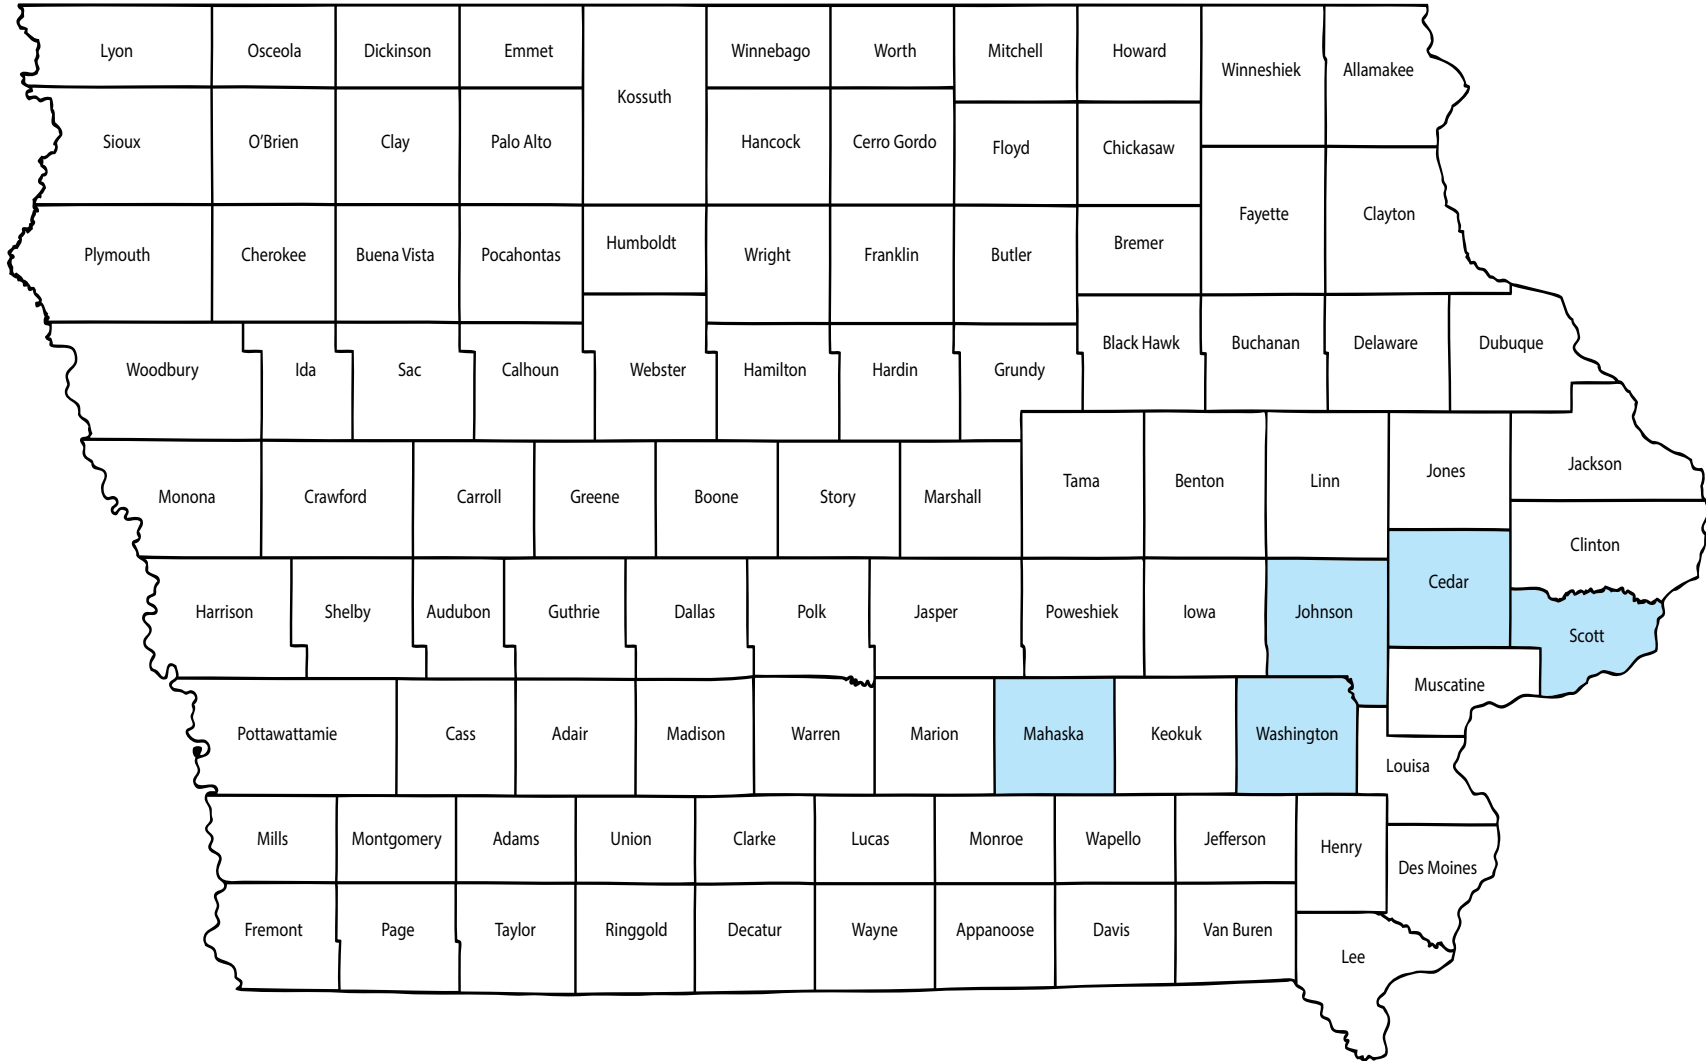 Lyon
Osceola
Dickinson
Emmet
Kossuth
Winnebago
Worth
Mitchell
Howard
Winneshiek
Allamakee
Sioux
O'Brien
Clay
Palo Alto
Hancock
Cerro Gordo
Floyd
Chickasaw
Fayette
Clayton
Plymouth
Cherokee
Buena Vista
Pocahontas
Humboldt
Wright
Franklin
Butler
Bremer
Woodbury
Ida
Sac
Calhoun
Webster
Hamilton
Hardin
Grundy
Black Hawk
Buchanan
Delaware
Dubuque
Monona
Crawford
Carroll
Greene
Boone
Story
Marshall
Tama
Benton
Linn
Jones
Jackson
Clinton
Cedar
Harrison
Shelby
Audubon
Guthrie
Dallas
Polk
Jasper
Poweshiek
Iowa
Johnson
Scott
Muscatine
Pottawattamie
Cass
Adair
Madison
Warren
Marion
Mahaska
Keokuk
Washington
Louisa
Mills
Montgomery
Adams
Union
Clarke
Lucas
Monroe
Wapello
Jefferson
Henry
Des Moines
Fremont
Page
Taylor
Ringgold
Decatur
Wayne
Appanoose
Davis
Van Buren
Lee